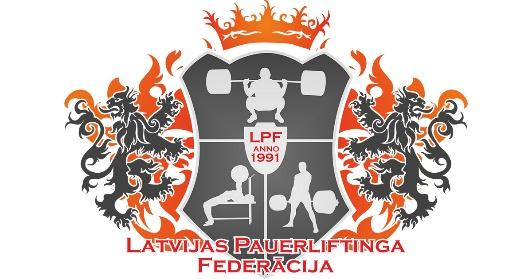 LPF
ANNO
1991
LATVIJAS PAUERLIFTINGA
FEDERĀCIJA